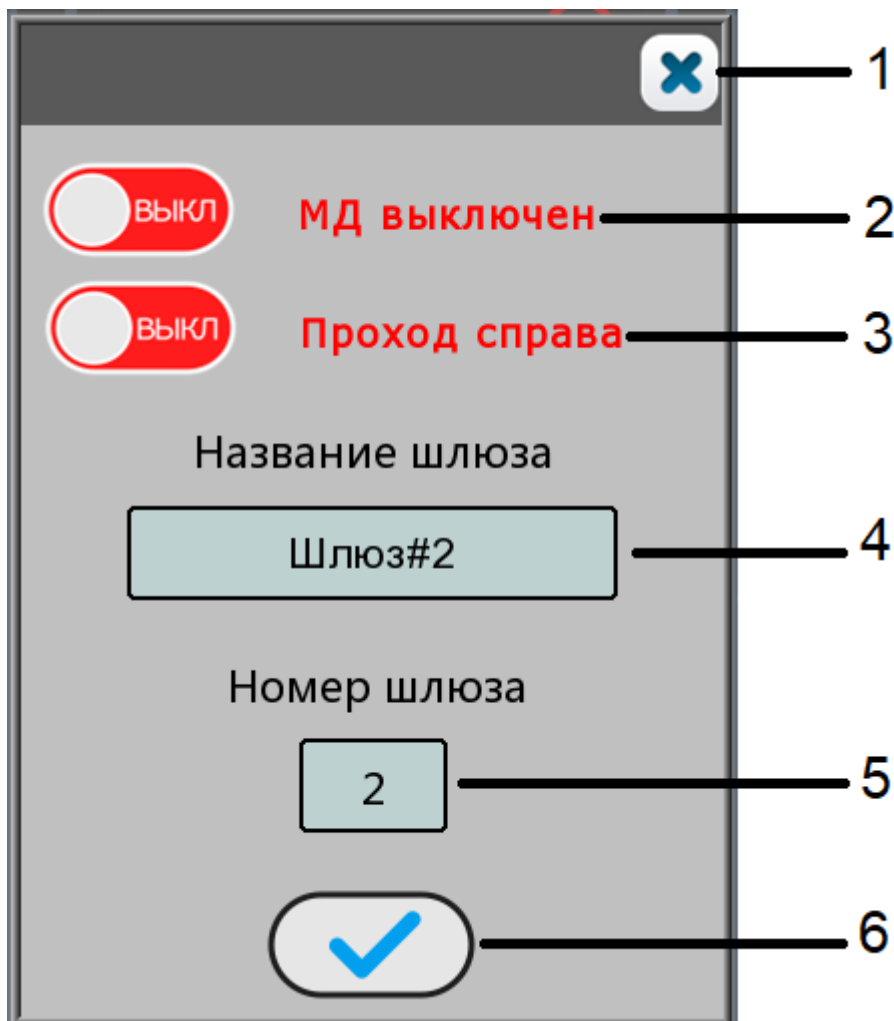 1
ВЫКЛ МД выключен 2
ВЫКЛ Проход справа 3
Название шлюза
Шлюз#2 4
Номер шлюза
2 5
6